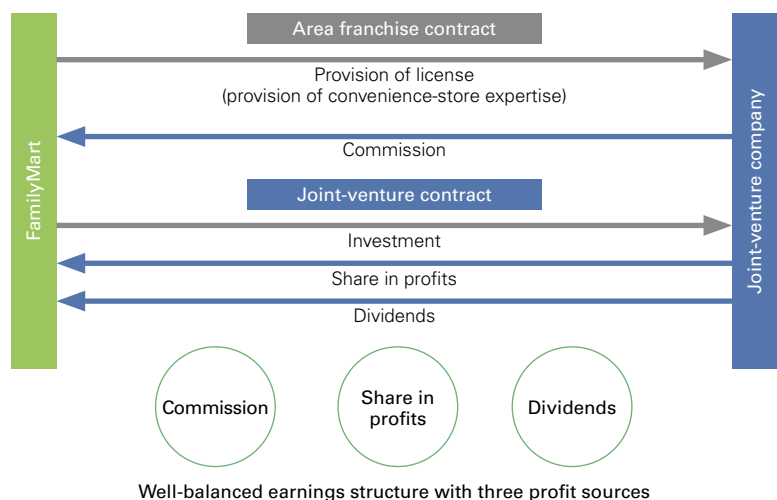 Area franchise contract
Provision of license
(provision of convenience-store expertise)
Commission
Joint-venture contract
Investment
Share in profits
Dividends
FamilyMart
Joint-venture company
Commission
Share in
profits
Dividends
Well-balanced earnings structure with three profit sources